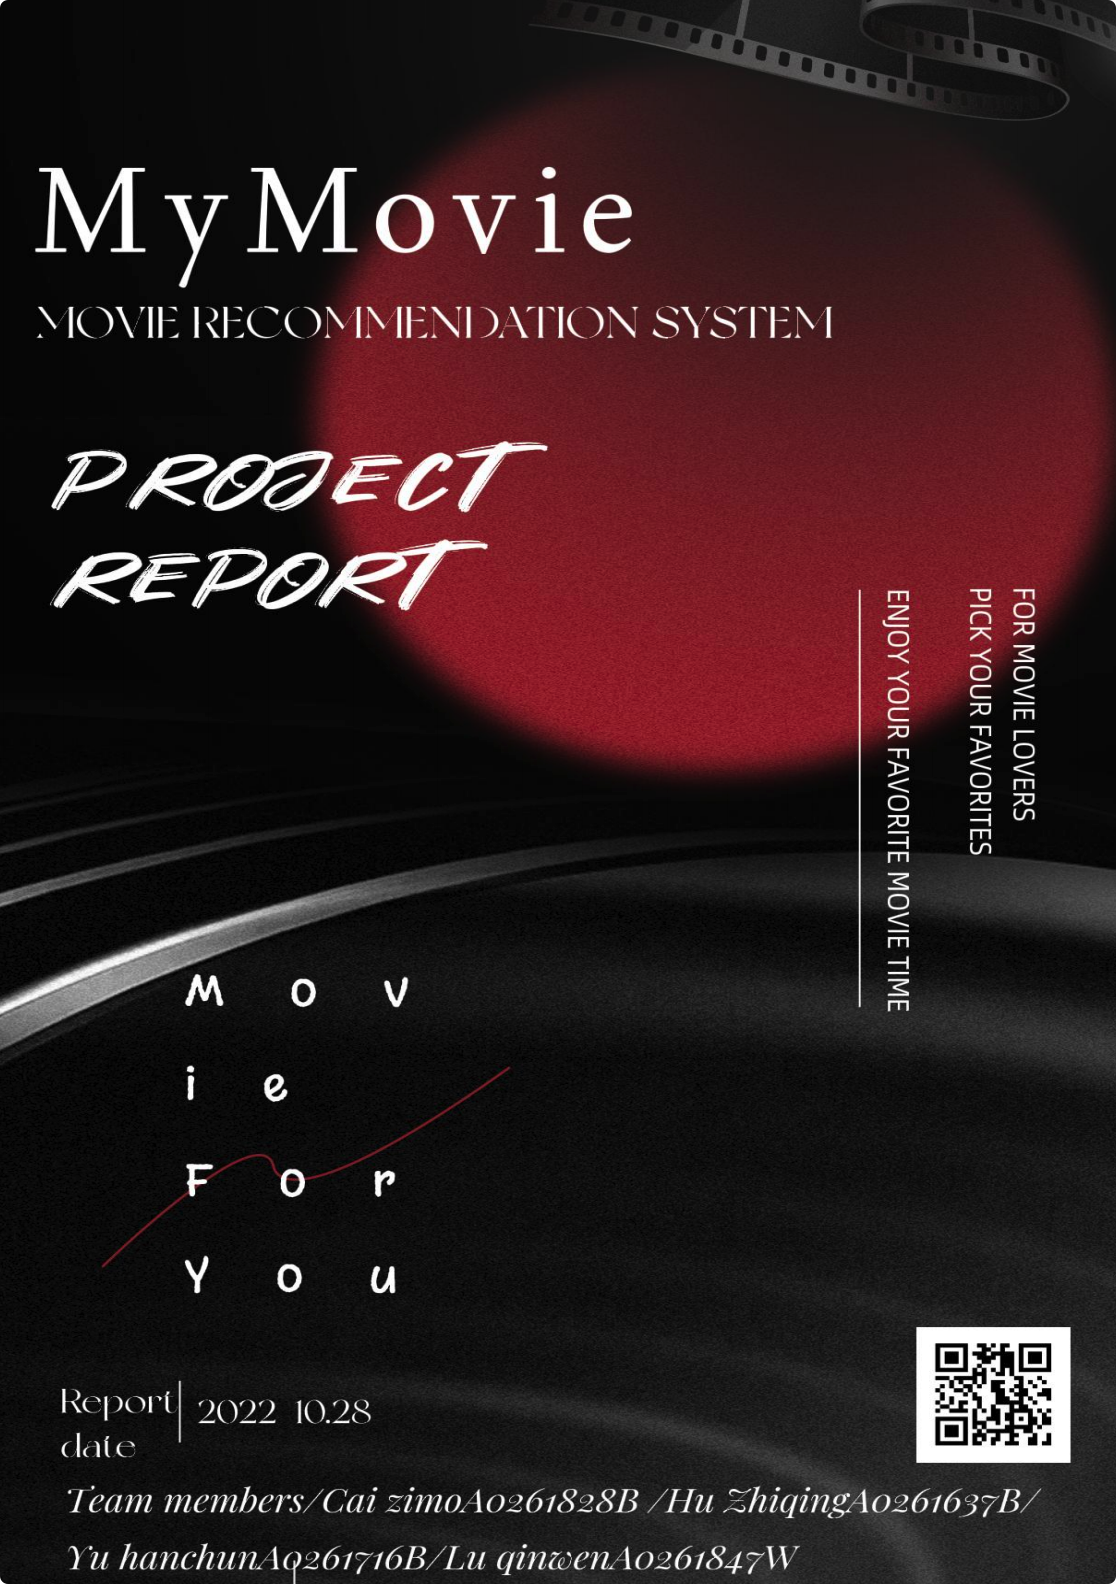 MyMovie
MOVIE RECOMMENDATION SYSTEM
PROJECT
REPORT
FOR MOVIE LOVERS
PICK YOUR FAVORITES
ENJOY YOUR FAVORITE MOVIE TIME
M o v
i e
F o r
Y o u
Report
date
2022 10.28
Team members/Cai zimoA0261828B /Hu ZhiqingA0261637B/
Yu hanchunA0261716B/Lu qinwenA0261847W